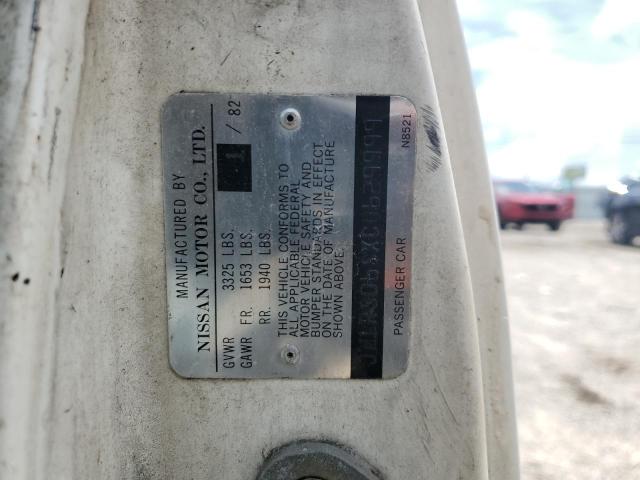 MANUFACTURED BY
NISSAN MOTOR CO., LTD.
/ 82
GVWR 3325 LBS.
GAWR FR. 1653 LBS.
RR. 1940 LBS.
THIS VEHICLE CONFORMS TO
ALL APPLICABLE FEDERAL
MOTOR VEHICLE SAFETY AND
BUMPER STANDARDS IN EFFECT
ON THE DATE OF MANUFACTURE
SHOWN ABOVE.
PASSENGER CAR
N8521